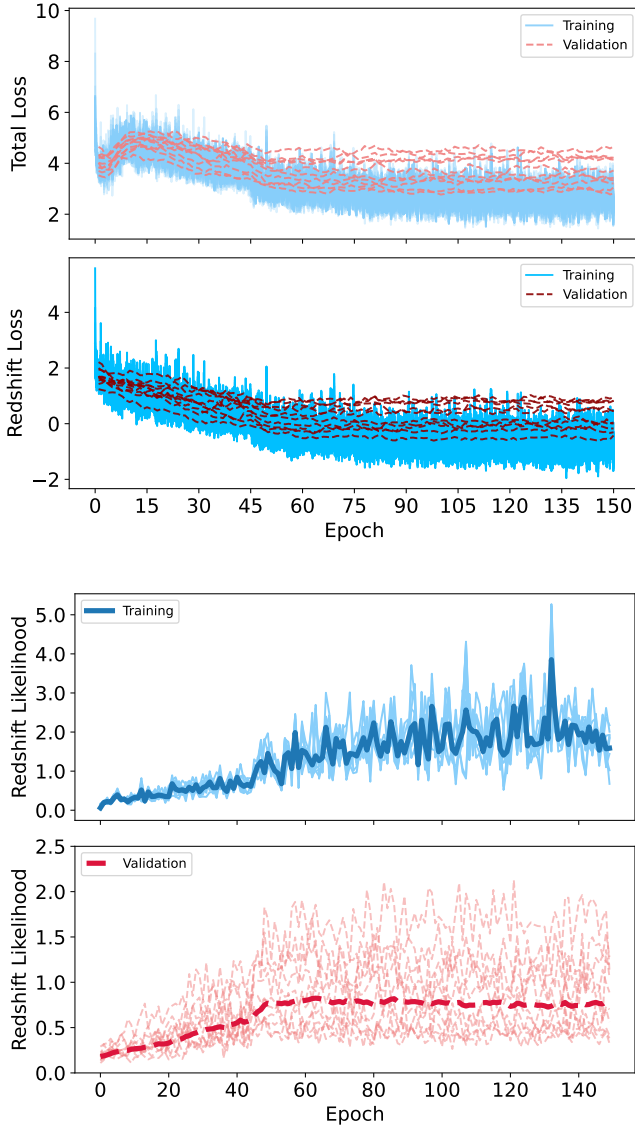 10
8
6
4
2
Total Loss
Training
Validation
4
2
0
−2
Redshift Loss
Training
Validation
0 15 30 45 60 75 90 105 120 135 150
Epoch
5.0
4.0
3.0
2.0
1.0
0.0
Redshift Likelihood
Training
2.5
2.0
1.5
1.0
0.5
0.0
Redshift Likelihood
Validation
0 20 40 60 80 100 120 140
Epoch